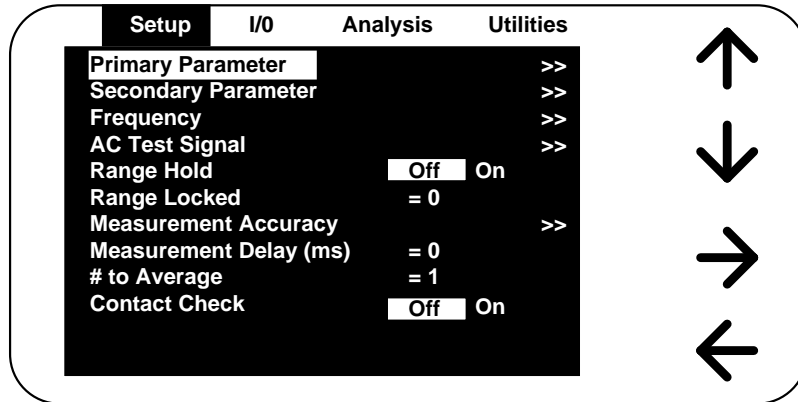 Setup I/0 Analysis Utilities
Primary Parameter >>
Secondary Parameter >>
Frequency >>
AC Test Signal >>
Range Hold Off On
Range Locked = 0
Measurement Accuracy >>
Measurement Delay (ms) = 0
# to Average = 1
Contact Check Off On